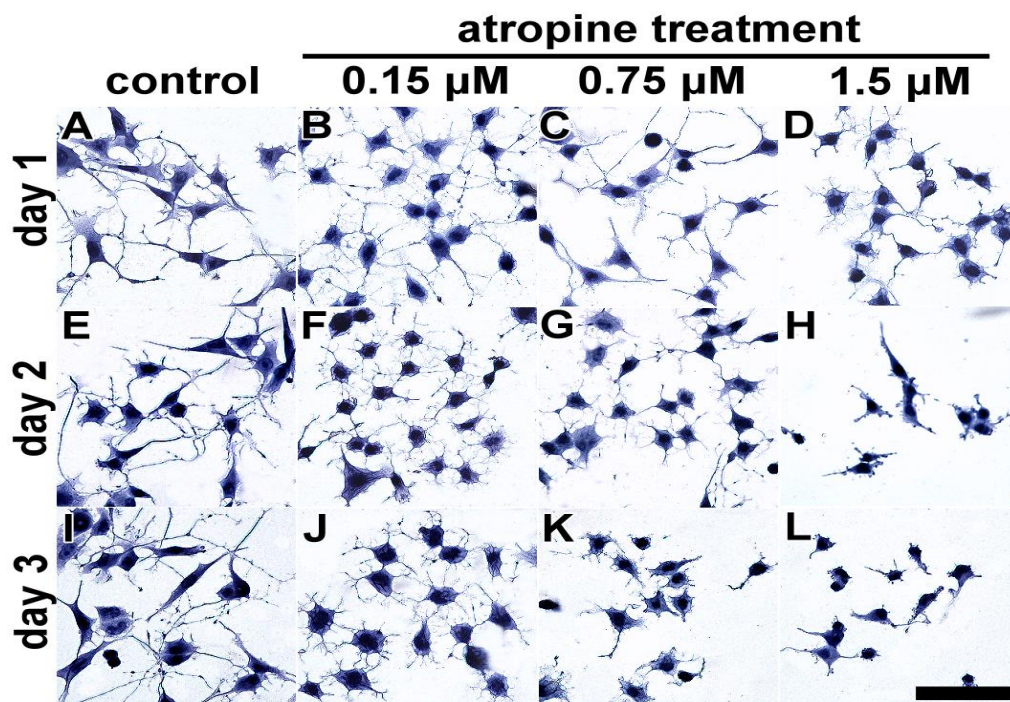 atropine treatment
control 0.15 µM 0.75 µM 1.5 µM
day 1
A B C D
day 2
E F G H
day 3
I J K L